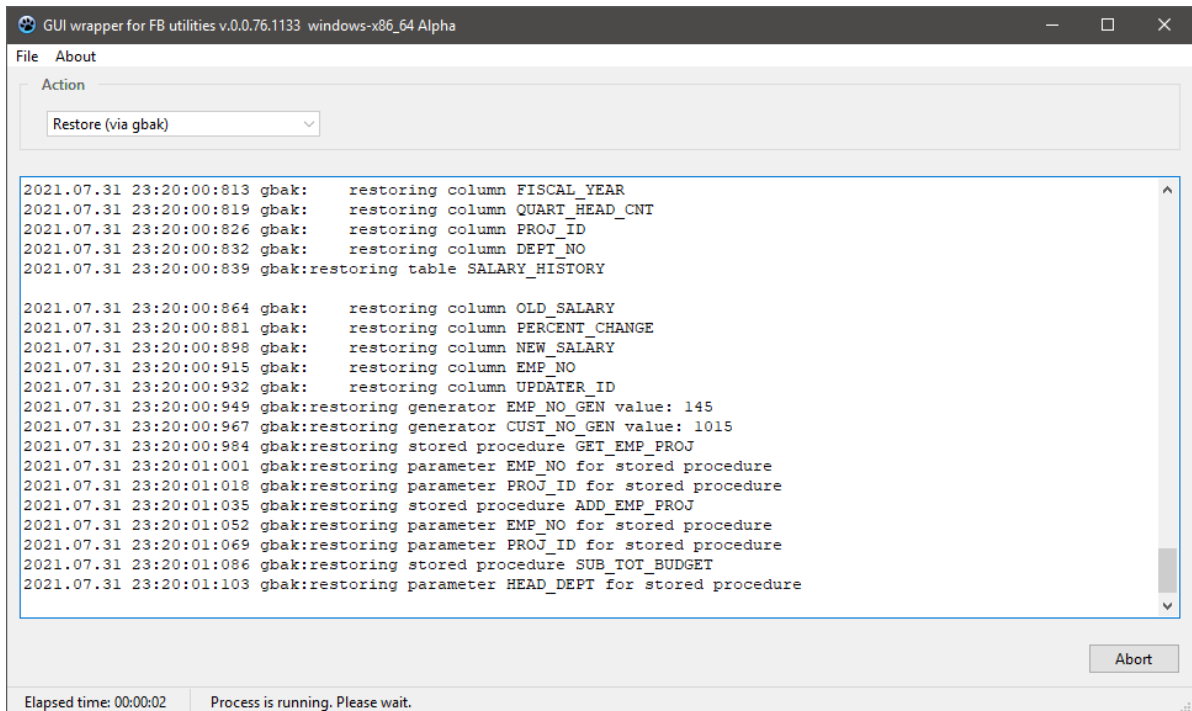 GUI wrapper for FB utilities v.0.0.76.1133 windows-x86_64 Alpha
File About
Action
Restore (via gbak)
2021.07.31 23:20:00:813 gbak:    restoring column FISCAL_YEAR
2021.07.31 23:20:00:819 gbak:    restoring column QUART_HEAD_CNT
2021.07.31 23:20:00:826 gbak:    restoring column PROJ_ID
2021.07.31 23:20:00:832 gbak:    restoring column DEPT_NO
2021.07.31 23:20:00:839 gbak:restoring table SALARY_HISTORY
2021.07.31 23:20:00:864 gbak:    restoring column OLD_SALARY
2021.07.31 23:20:00:881 gbak:    restoring column PERCENT_CHANGE
2021.07.31 23:20:00:898 gbak:    restoring column NEW_SALARY
2021.07.31 23:20:00:915 gbak:    restoring column EMP_NO
2021.07.31 23:20:00:932 gbak:    restoring column UPDATER_ID
2021.07.31 23:20:00:949 gbak:restoring generator EMP_NO_GEN value: 145
2021.07.31 23:20:00:967 gbak:restoring generator CUST_NO_GEN value: 1015
2021.07.31 23:20:00:984 gbak:restoring stored procedure GET_EMP_PROJ
2021.07.31 23:20:01:001 gbak:restoring parameter EMP_NO for stored procedure
2021.07.31 23:20:01:018 gbak:restoring parameter PROJ_ID for stored procedure
2021.07.31 23:20:01:035 gbak:restoring stored procedure ADD_EMP_PROJ
2021.07.31 23:20:01:052 gbak:restoring parameter EMP_NO for stored procedure
2021.07.31 23:20:01:069 gbak:restoring parameter PROJ_ID for stored procedure
2021.07.31 23:20:01:086 gbak:restoring stored procedure SUB_TOT_BUDGET
2021.07.31 23:20:01:103 gbak:restoring parameter HEAD_DEPT for stored procedure
Abort
Elapsed time: 00:00:02 Process is running. Please wait.